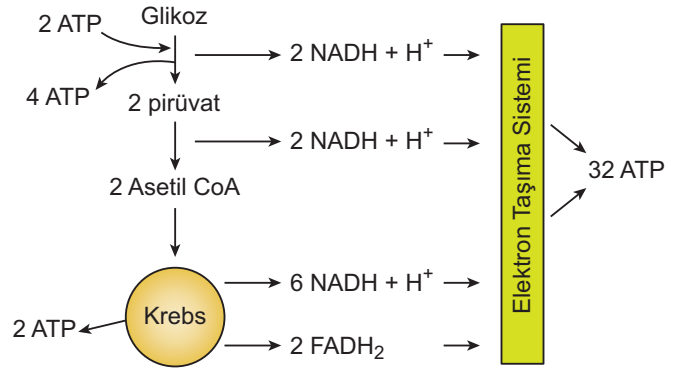 Glikoz
2 ATP
4 ATP
2 NADH + H⁺
2 pirüvat
2 NADH + H⁺
2 Asetil CoA
Krebs
2 ATP
6 NADH + H⁺
2 FADH₂
Elektron Taşıma Sistemi
32 ATP